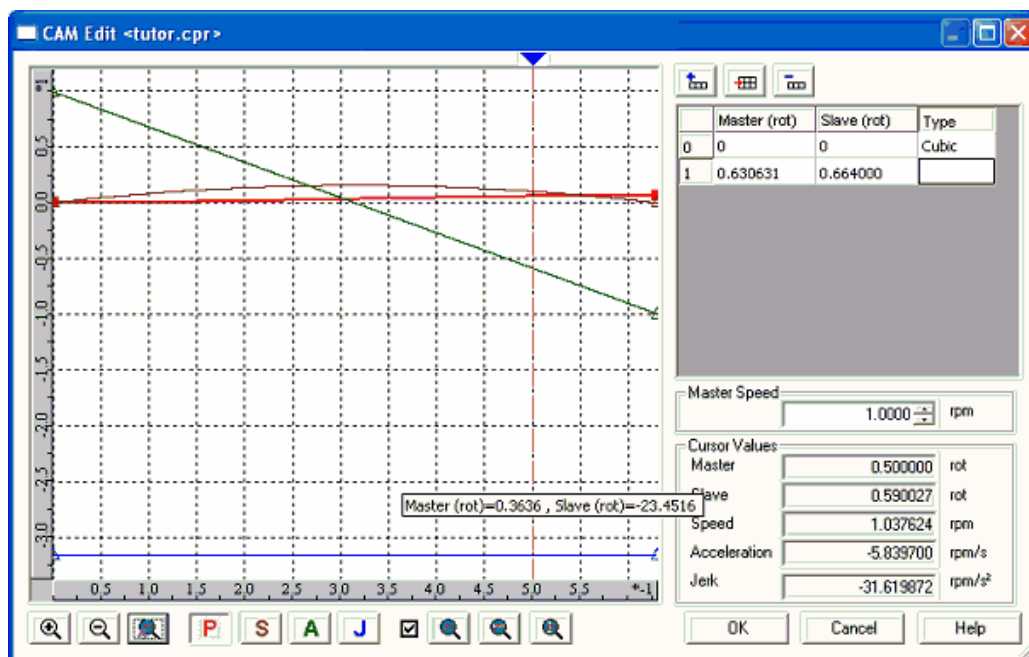 CAM Edit <tutor.cpr>
*1
0,5
0,0
-0,5
-1,0
-1,5
-2,0
-2,5
-3,0
0,5 1,0 1,5 2,0 2,5 3,0 3,5 4,0 4,5 5,0 5,5 *-1
Master (rot)=0.3636 , Slave (rot)=-23.4516
P S A J
Master (rot) Slave (rot) Type
0 0 0 Cubic
1 0.630631 0.664000
Master Speed
1.0000 rpm
Cursor Values
Master 0.500000 rot
Slave 0.590027 rot
Speed 1.037624 rpm
Acceleration -5.839700 rpm/s
Jerk -31.619872 rpm/s²
OK Cancel Help